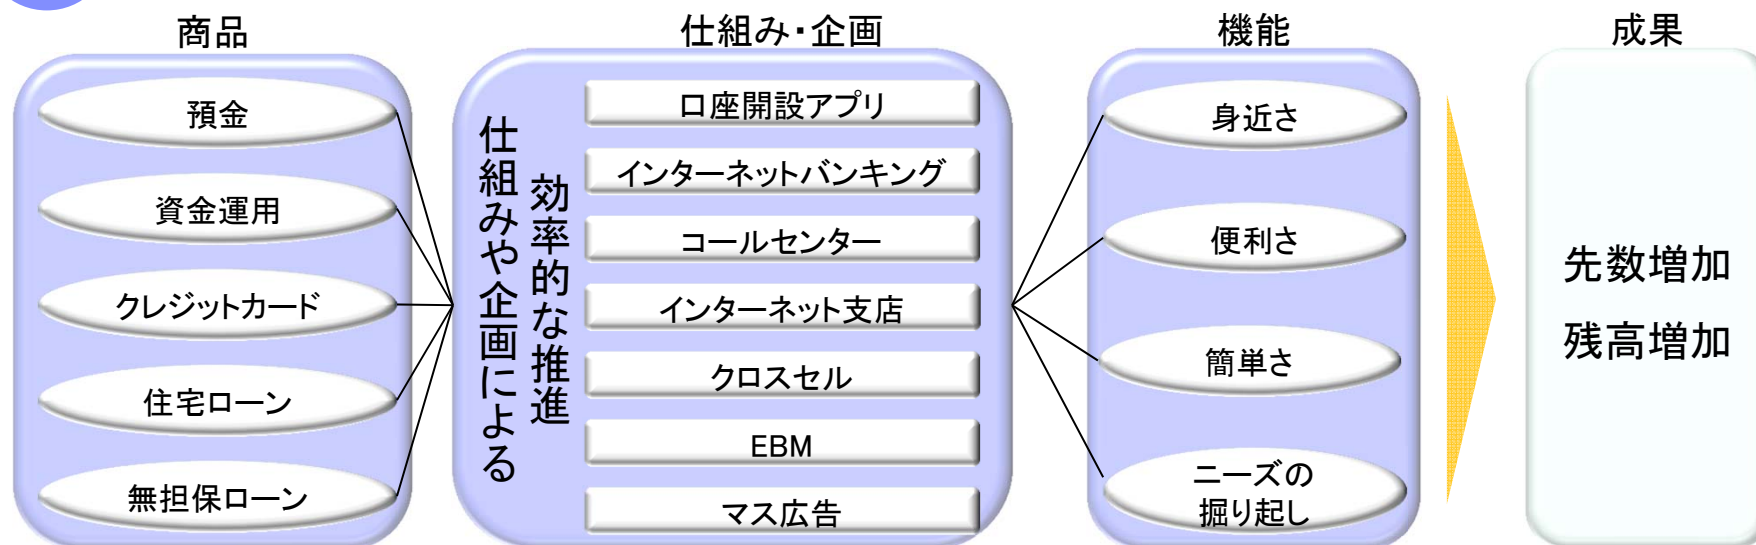 商品
預金
資金運用
クレジットカード
住宅ローン
無担保ローン
仕組み・企画
仕組みや企画による
効率的な推進
口座開設アプリ
インターネットバンキング
コールセンター
インターネット支店
クロスセル
EBM
マス広告
機能
身近さ
便利さ
簡単さ
ニーズの
掘り起し
成果
先数増加
残高増加